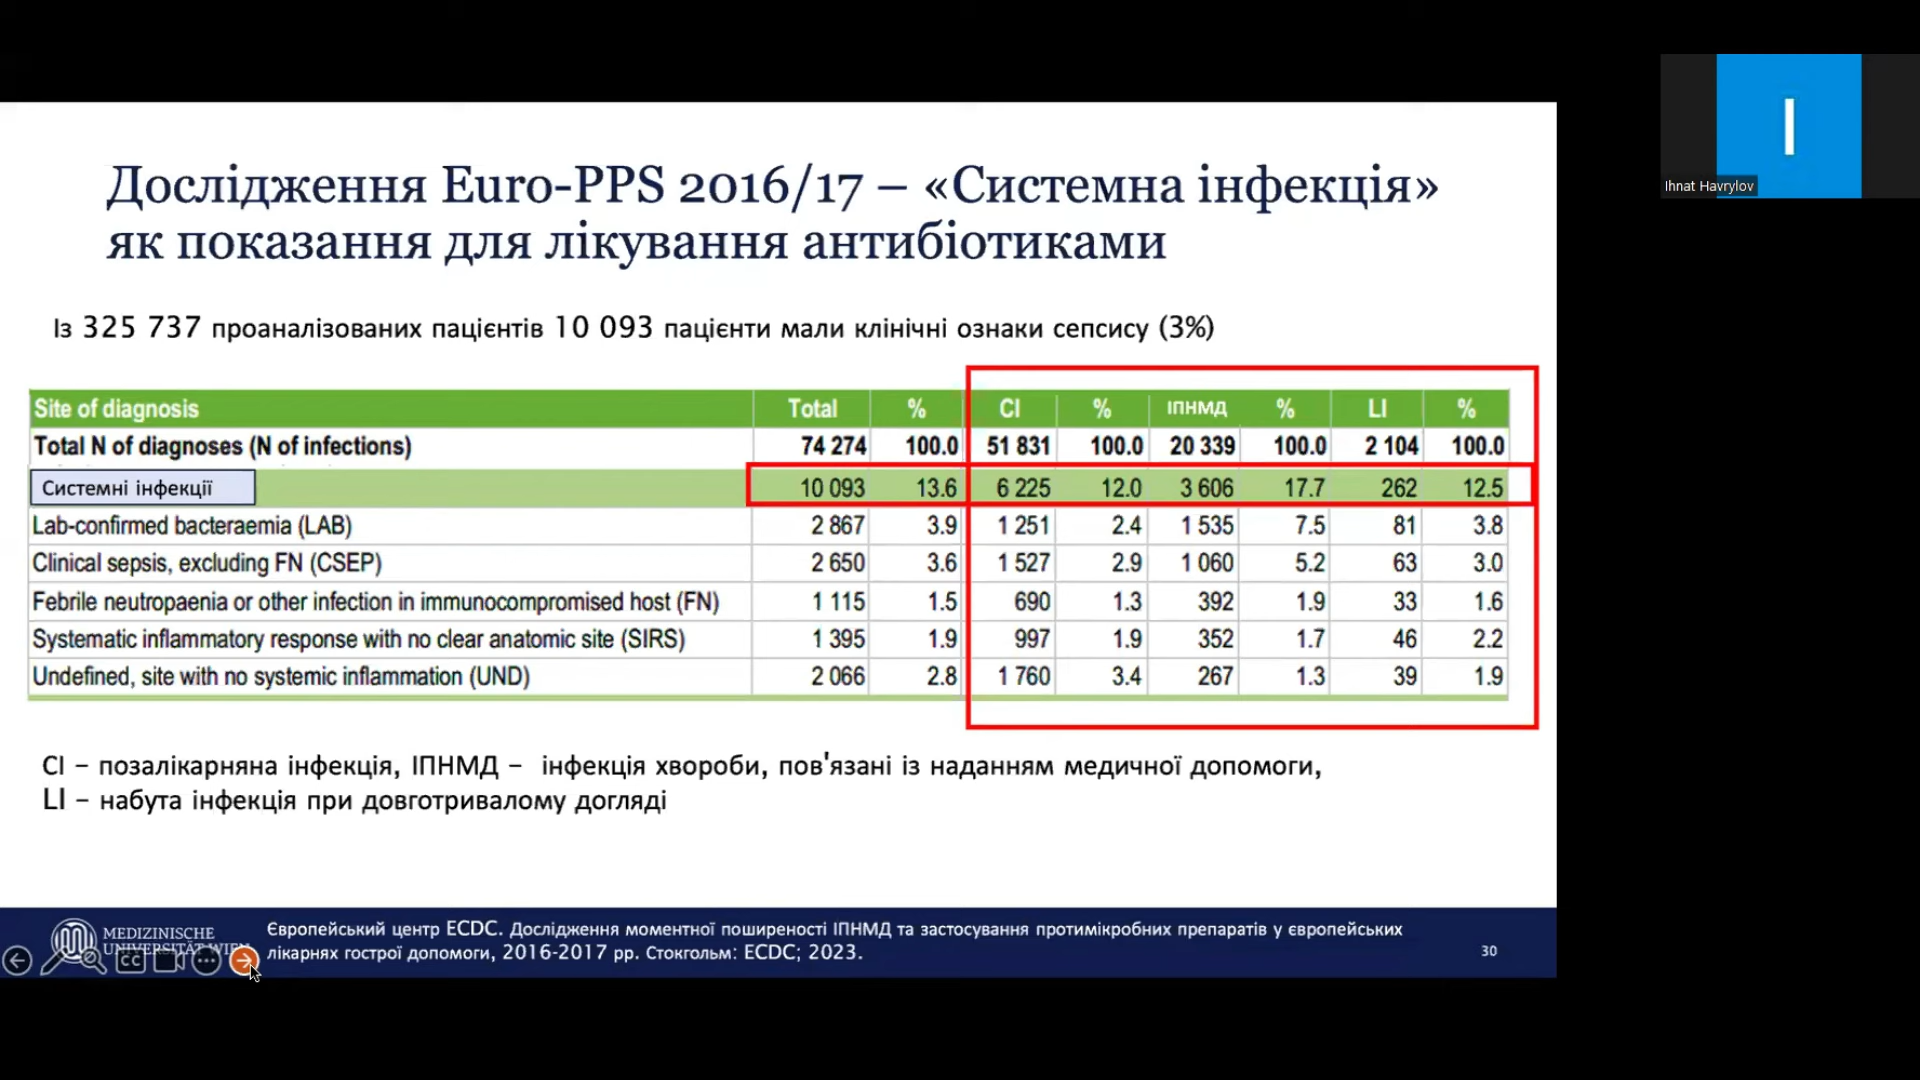 Дослідження Euro-PPS 2016/17 – «Системна інфекція»
як показання для лікування антибіотиками
Із 325 737 проаналізованих пацієнтів 10 093 пацієнти мали клінічні ознаки сепсису (3%)
Site of diagnosis Total % CI % ІПНМД % LI %
Total N of diagnoses (N of infections) 74 274 100.0 51 831 100.0 20 339 100.0 2 104 100.0
Системні інфекції 10 093 13.6 6 225 12.0 3 606 17.7 262 12.5
Lab-confirmed bacteraemia (LAB) 2 867 3.9 1 251 2.4 1 535 7.5 81 3.8
Clinical sepsis, excluding FN (CSEP) 2 650 3.6 1 527 2.9 1 060 5.2 63 3.0
Febrile neutropaenia or other infection in immunocompromised host (FN) 1 115 1.5 690 1.3 392 1.9 33 1.6
Systematic inflammatory response with no clear anatomic site (SIRS) 1 395 1.9 997 1.9 352 1.7 46 2.2
Undefined, site with no systemic inflammation (UND) 2 066 2.8 1 760 3.4 267 1.3 39 1.9
CI – позалікарняна інфекція, ІПНМД – інфекція хвороби, пов'язані із наданням медичної допомоги,
LI – набута інфекція при довготривалому догляді
MEDIZINISCHE
UNIVERSITÄT WIEN
Європейський центр ECDC. Дослідження моментної поширеності ІПНМД та застосування протимікробних препаратів у європейських
лікарнях гострої допомоги, 2016-2017 рр. Стокгольм: ECDC; 2023.
30
CC
I
Ihnat Havrylov